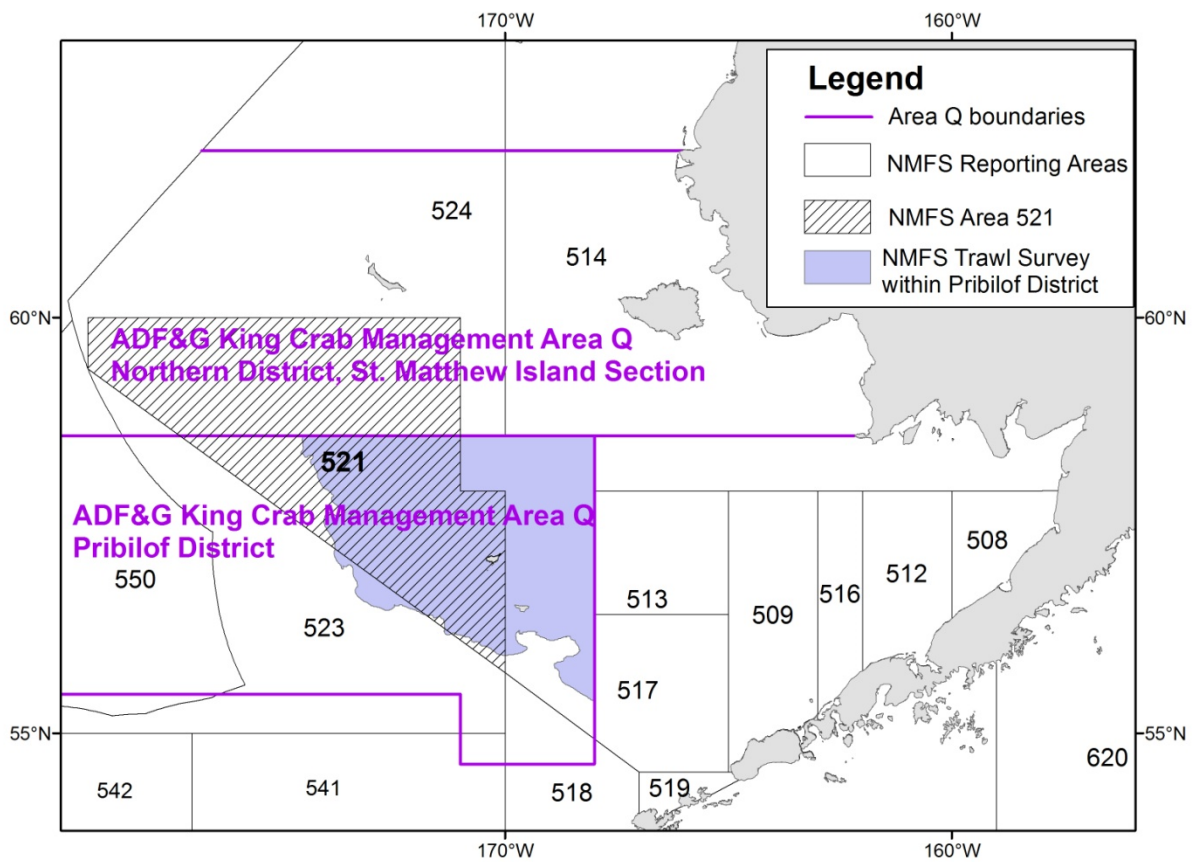 170°W
160°W
Legend
Area Q boundaries
NMFS Reporting Areas
NMFS Area 521
NMFS Trawl Survey
within Pribilof District
524
514
60°N
60°N
ADF&G King Crab Management Area Q
Northern District, St. Matthew Island Section
521
ADF&G King Crab Management Area Q
Pribilof District
550
523
513
517
509
516
512
508
55°N
55°N
620
542
541
518
519
170°W
160°W